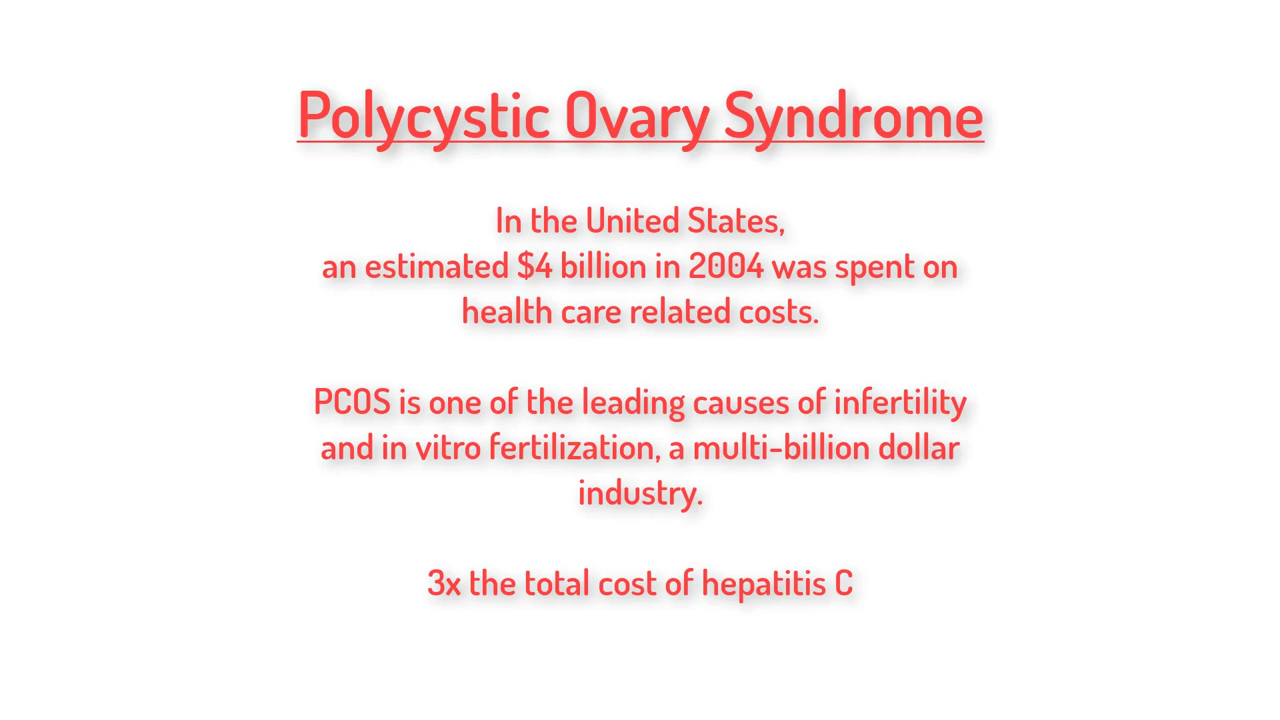 Polycystic Ovary Syndrome
In the United States,
an estimated $4 billion in 2004 was spent on
health care related costs.
PCOS is one of the leading causes of infertility
and in vitro fertilization, a multi-billion dollar
industry.
3x the total cost of hepatitis C